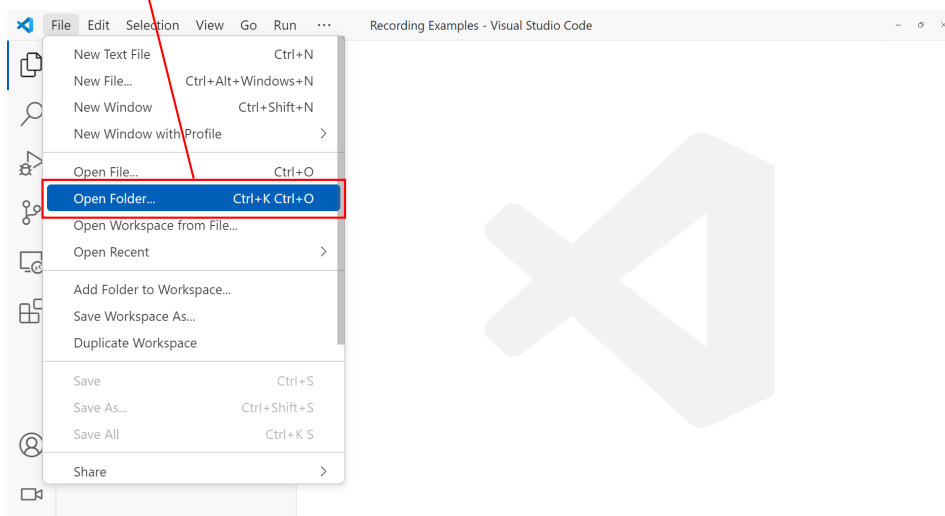 File Edit Selection View Go Run ··· Recording Examples - Visual Studio Code
New Text File Ctrl+N
New File... Ctrl+Alt+Windows+N
New Window Ctrl+Shift+N
New Window with Profile
Open File... Ctrl+O
Open Folder... Ctrl+K Ctrl+O
Open Workspace from File...
Open Recent
Add Folder to Workspace...
Save Workspace As...
Duplicate Workspace
Save Ctrl+S
Save As... Ctrl+Shift+S
Save All Ctrl+K S
Share